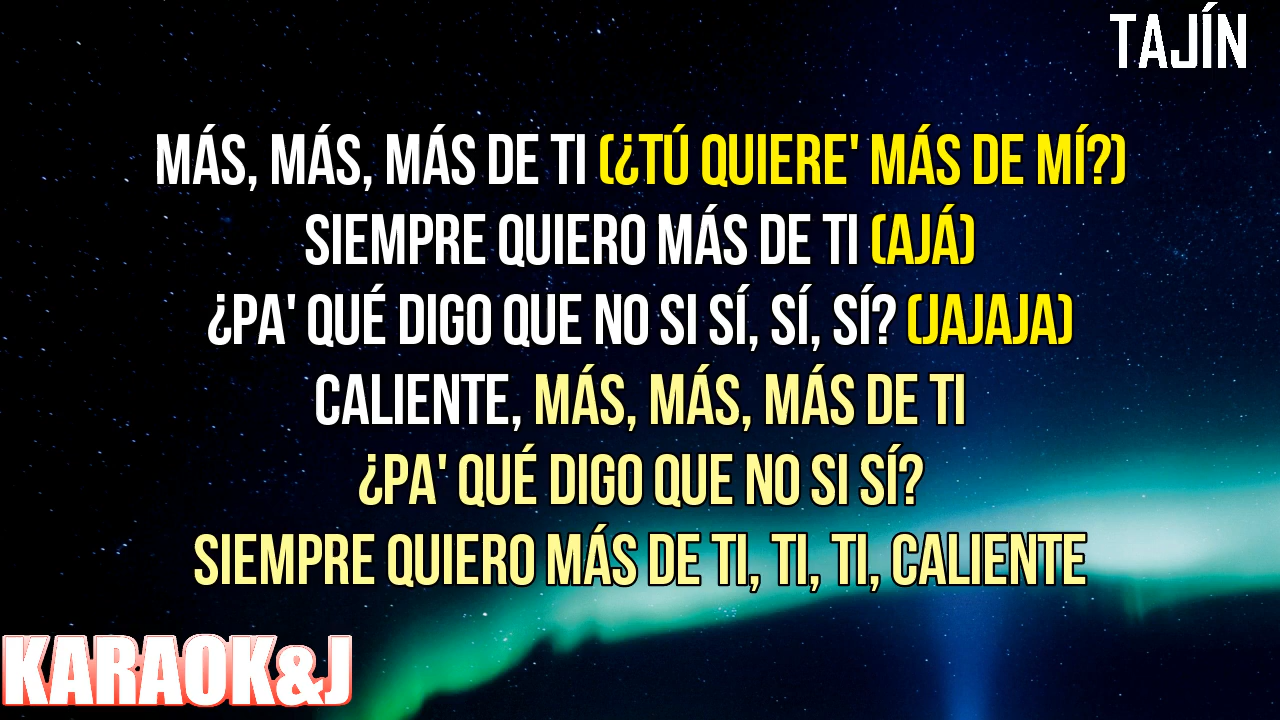 TAJÍN
MÁS, MÁS, MÁS DE TI (¿TÚ QUIERE' MÁS DE MÍ?)
SIEMPRE QUIERO MÁS DE TI (AJÁ)
¿PA' QUÉ DIGO QUE NO SI SÍ, SÍ, SÍ? (JAJAJA)
CALIENTE, MÁS, MÁS, MÁS DE TI
¿PA' QUÉ DIGO QUE NO SI SÍ?
SIEMPRE QUIERO MÁS DE TI, TI, TI, CALIENTE
KARAOK&J